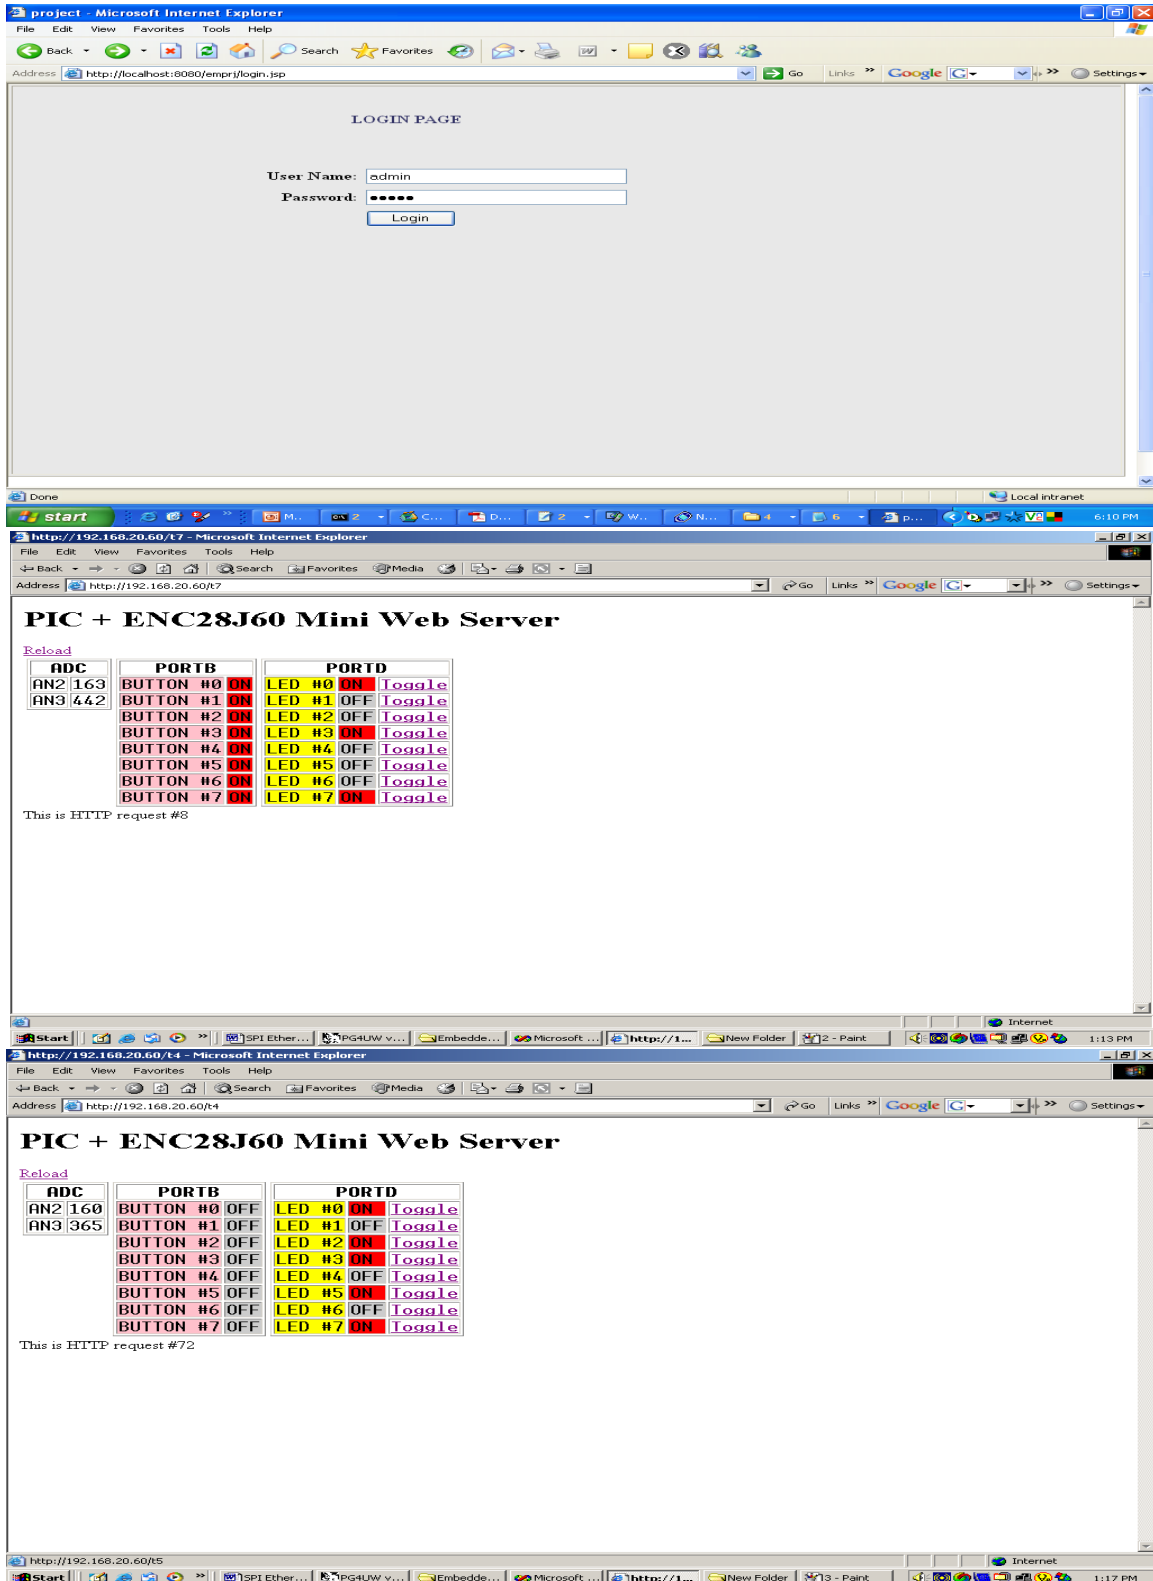 project - Microsoft Internet Explorer
File Edit View Favorites Tools Help
Back Search Favorites
Address http://localhost:8080/emprj/login.jsp Go Links » Google G Settings
LOGIN PAGE
User Name: admin
Password: ●●●●●
Login
Done Local intranet
start » M.. 2 C... D... 2 W.. N... 4 6 p... 6:10 PM
http://192.168.20.60/t7 - Microsoft Internet Explorer
File Edit View Favorites Tools Help
Back Search Favorites Media
Address http://192.168.20.60/t7 Go Links » Google G Settings
PIC + ENC28J60 Mini Web Server
Reload
ADC PORTB PORTD
AN2 163 BUTTON #0 ON LED #0 ON Toggle
AN3 442 BUTTON #1 ON LED #1 OFF Toggle
BUTTON #2 ON LED #2 OFF Toggle
BUTTON #3 ON LED #3 ON Toggle
BUTTON #4 ON LED #4 OFF Toggle
BUTTON #5 ON LED #5 OFF Toggle
BUTTON #6 ON LED #6 OFF Toggle
BUTTON #7 ON LED #7 ON Toggle
This is HTTP request #8
Internet
Start » SPI Ether... PG4UW v... Embedde... Microsoft ... http://1... New Folder 2 - Paint 1:13 PM
http://192.168.20.60/t4 - Microsoft Internet Explorer
File Edit View Favorites Tools Help
Back Search Favorites Media
Address http://192.168.20.60/t4 Go Links » Google G Settings
PIC + ENC28J60 Mini Web Server
Reload
ADC PORTB PORTD
AN2 160 BUTTON #0 OFF LED #0 ON Toggle
AN3 365 BUTTON #1 OFF LED #1 OFF Toggle
BUTTON #2 OFF LED #2 ON Toggle
BUTTON #3 OFF LED #3 ON Toggle
BUTTON #4 OFF LED #4 OFF Toggle
BUTTON #5 OFF LED #5 ON Toggle
BUTTON #6 OFF LED #6 OFF Toggle
BUTTON #7 OFF LED #7 ON Toggle
This is HTTP request #72
http://192.168.20.60/t5 Internet
Start » SPI Ether... PG4UW v... Embedde... Microsoft ... http://1... New Folder 3 - Paint 1:17 PM